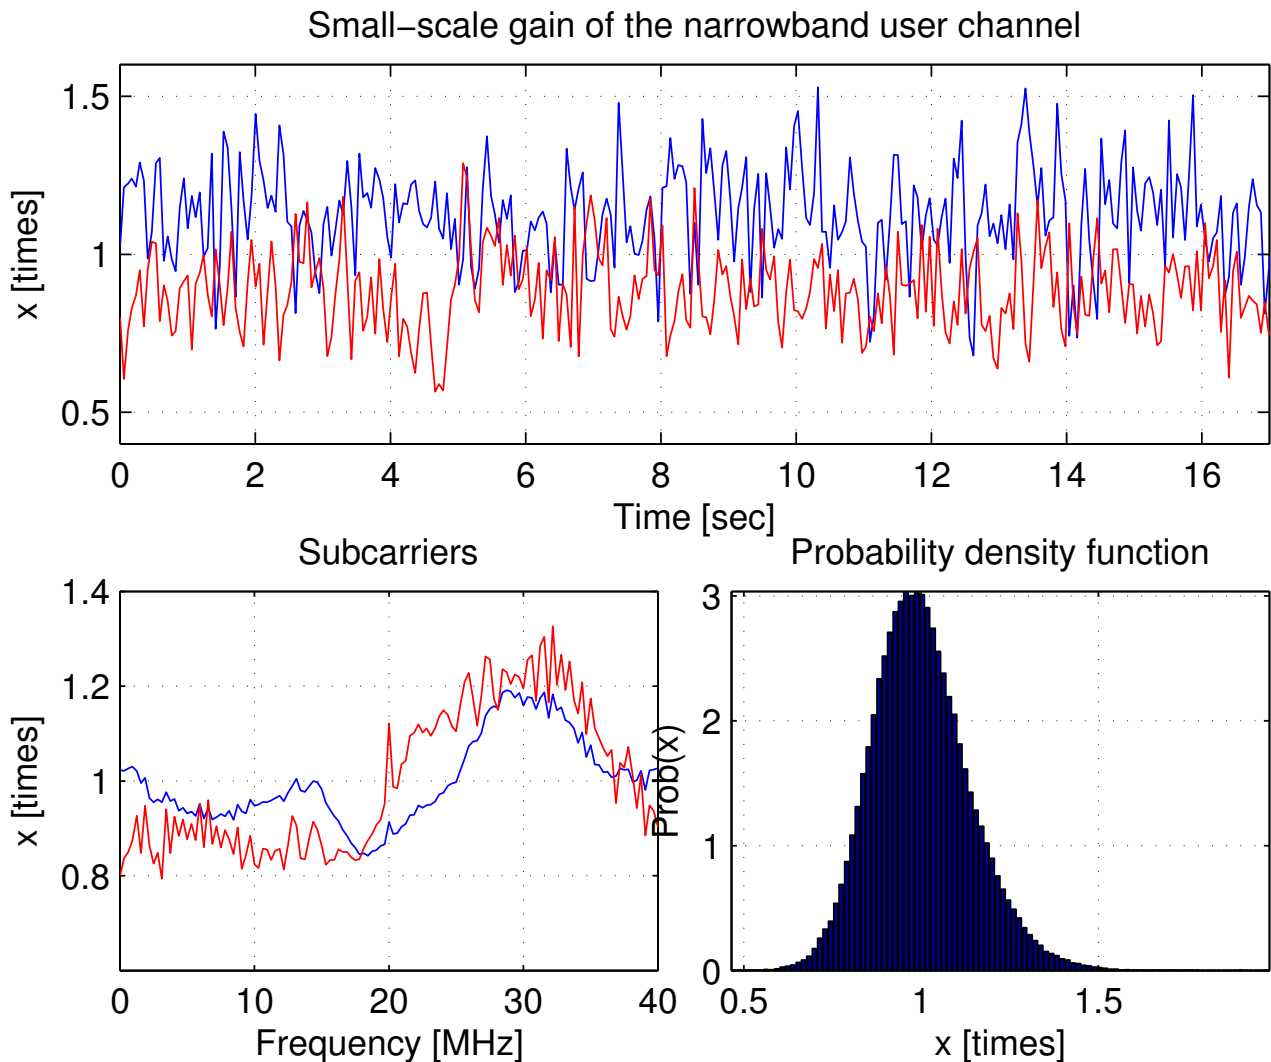 Small−scale gain of the narrowband user channel
1.5
1
0.5
x [times]
0 2 4 6 8 10 12 14 16
Time [sec]
Subcarriers
1.4
1.2
1
0.8
x [times]
0 10 20 30 40
Frequency [MHz]
Probability density function
3
2
1
0
Prob(x)
0.5 1 1.5
x [times]